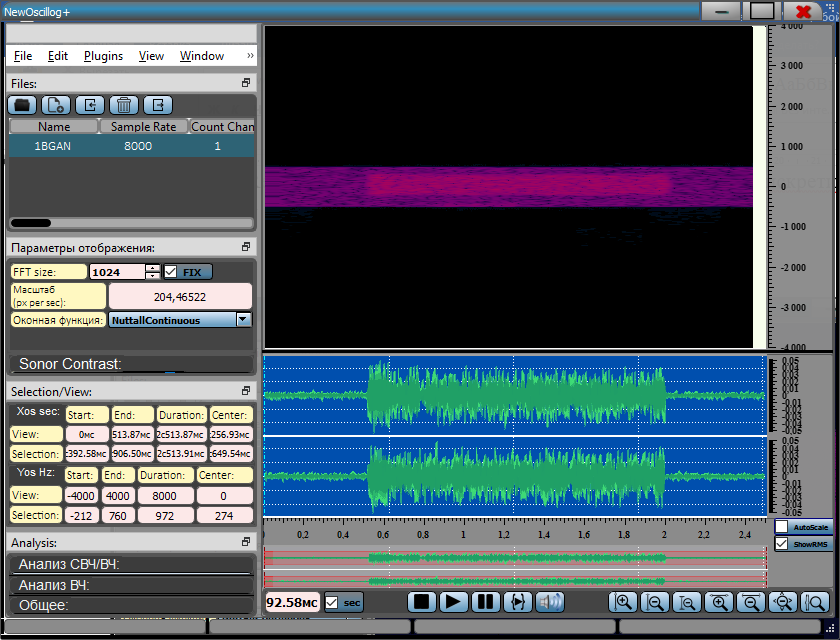 NewOscillog+
File Edit Plugins View Window »
Files:
Name Sample Rate Count Chan
1BGAN 8000 1
Параметры отображения:
FFT size: 1024 FIX
Масштаб
(px per sec): 204,46522
Оконная функция: NuttallContinuous
Sonor Contrast:
Selection/View:
Xos sec: Start: End: Duration: Center:
View: 0мс 513.87мс 2с513.87мс 256.93мс
Selection: 392.58мс 906.50мс 2с513.91мс 649.54мс
Yos Hz: Start: End: Duration: Center:
View: -4000 4000 8000 0
Selection: -212 760 972 274
Analysis:
Анализ СВЧ/ВЧ:
Анализ ВЧ:
Общее:
4 000
3 000
2 000
1 000
0
-1 000
-2 000
-3 000
-4 000
0.05
0.04
0.03
0.02
0.01
0
-0.01
-0.02
-0.03
-0.04
-0.05
0.05
0.04
0.03
0.02
0.01
0
-0.01
-0.02
-0.03
-0.04
-0.05
0,2 0,4 0,6 0,8 1 1,2 1,4 1,6 1,8 2 2,2 2,4
AutoScale
ShowRMS
92.58мс sec